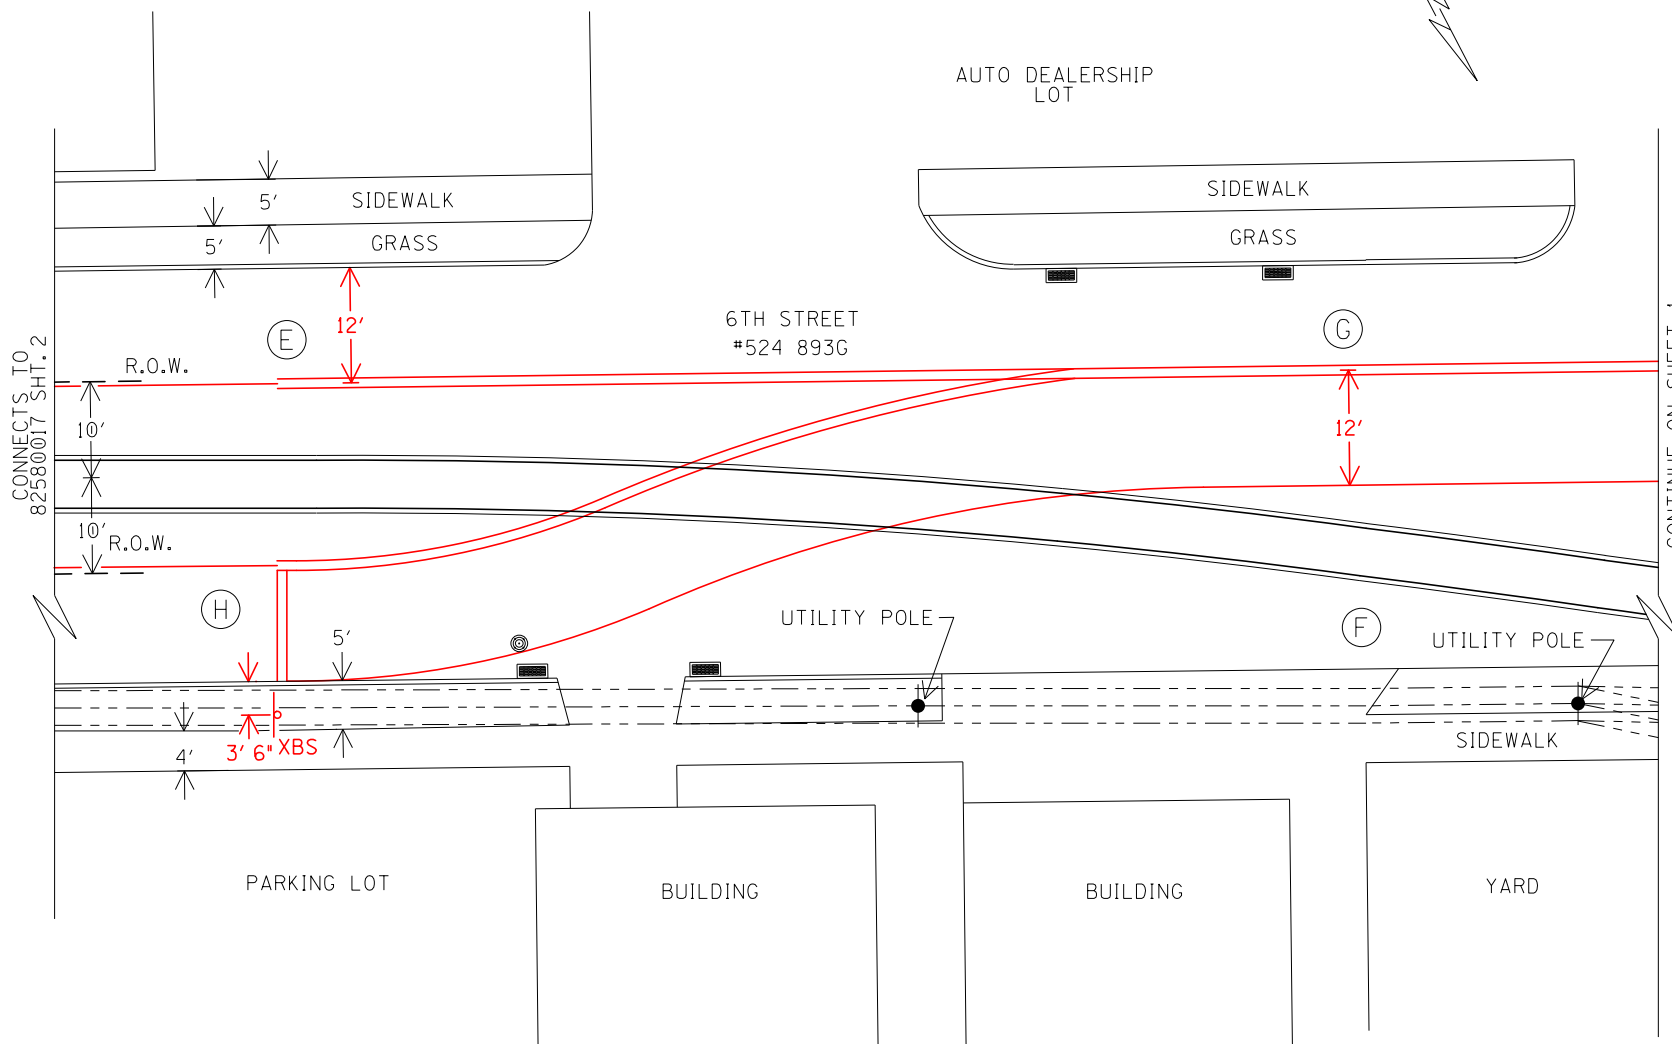 AUTO DEALERSHIP
LOT
5'
SIDEWALK
SIDEWALK
5'
GRASS
GRASS
12'
6TH STREET
#524 893G
E
G
R.O.W.
CONNECTS TO
82580017 SHT.2
10'
12'
10'
R.O.W.
H
5'
UTILITY POLE
F
UTILITY POLE
3' 6"
XBS
4'
SIDEWALK
PARKING LOT
BUILDING
BUILDING
YARD